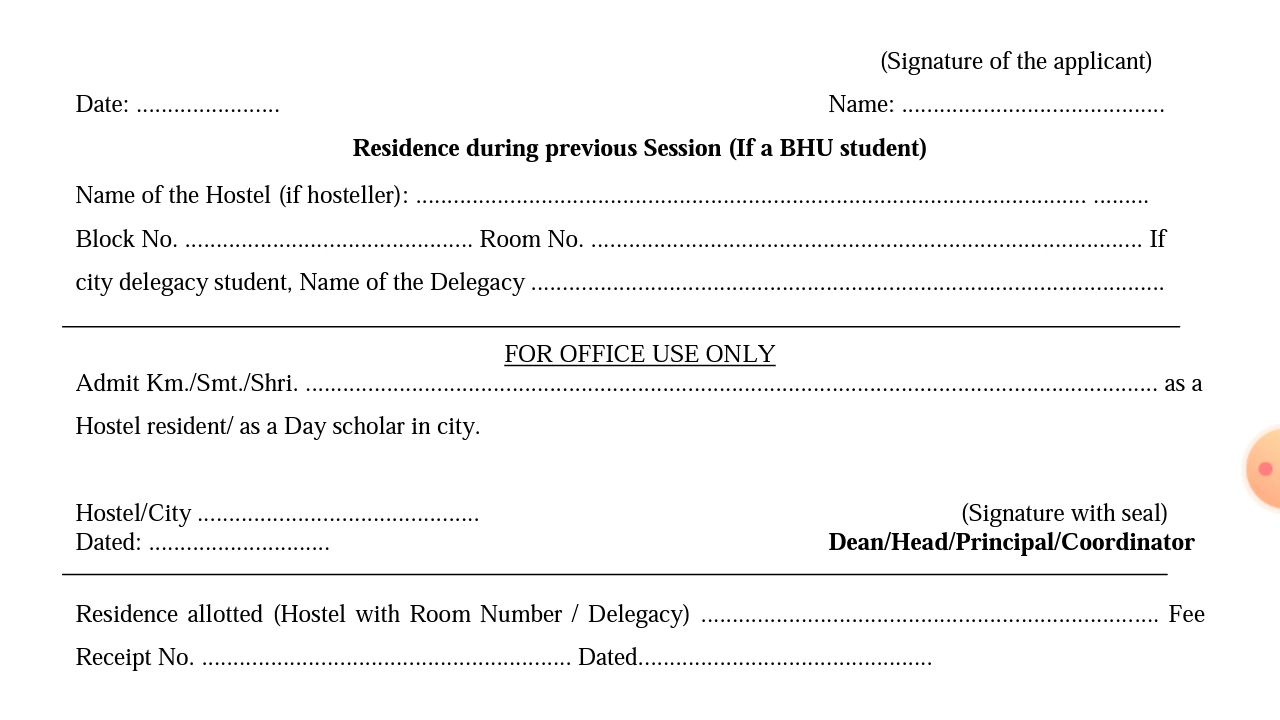 (Signature of the applicant)
Date: ....................... Name: ..........................................
Residence during previous Session (If a BHU student)
Name of the Hostel (if hosteller): ........................................................................................................... .........
Block No. .............................................. Room No. ........................................................................................ If
city delegacy student, Name of the Delegacy .....................................................................................................
FOR OFFICE USE ONLY
Admit Km./Smt./Shri. ........................................................................................................................................ as a
Hostel resident/ as a Day scholar in city.
Hostel/City ............................................. (Signature with seal)
Dated: ............................. Dean/Head/Principal/Coordinator
Residence allotted (Hostel with Room Number / Delegacy) ......................................................................... Fee
Receipt No. ........................................................... Dated...............................................